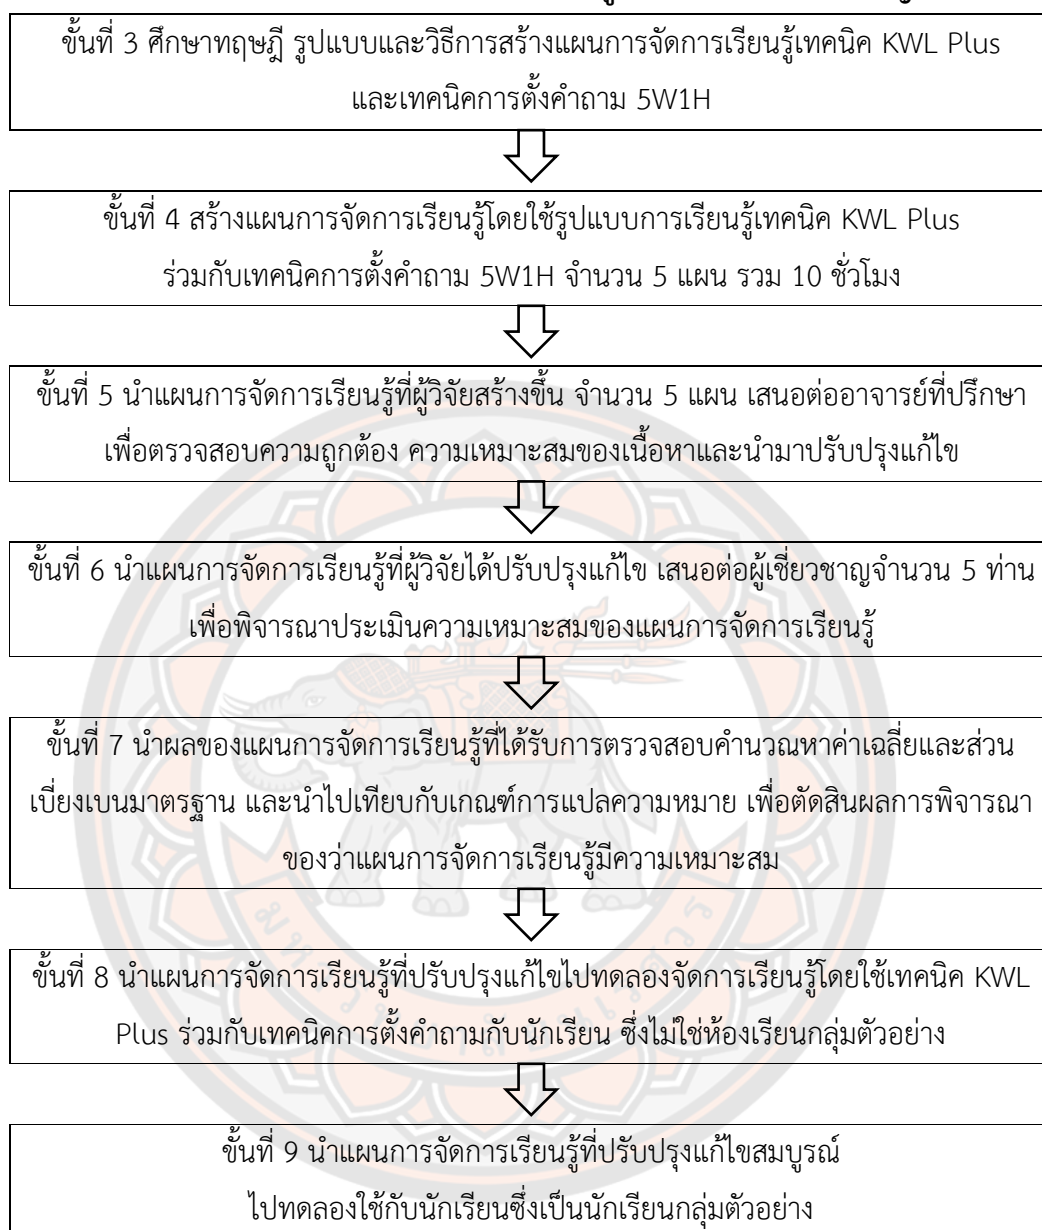 ขั้นที่ 3 ศึกษาทฤษฎี รูปแบบและวิธีการสร้างแผนการจัดการเรียนรู้เทคนิค KWL Plus
และเทคนิคการตั้งคำถาม 5W1H
ขั้นที่ 4 สร้างแผนการจัดการเรียนรู้โดยใช้รูปแบบการเรียนรู้เทคนิค KWL Plus
ร่วมกับเทคนิคการตั้งคำถาม 5W1H จำนวน 5 แผน รวม 10 ชั่วโมง
ขั้นที่ 5 นำแผนการจัดการเรียนรู้ที่ผู้วิจัยสร้างขึ้น จำนวน 5 แผน เสนอต่ออาจารย์ที่ปรึกษา
เพื่อตรวจสอบความถูกต้อง ความเหมาะสมของเนื้อหาและนำมาปรับปรุงแก้ไข
ขั้นที่ 6 นำแผนการจัดการเรียนรู้ที่ผู้วิจัยได้ปรับปรุงแก้ไข เสนอต่อผู้เชี่ยวชาญจำนวน 5 ท่าน
เพื่อพิจารณาประเมินความเหมาะสมของแผนการจัดการเรียนรู้
ขั้นที่ 7 นำผลของแผนการจัดการเรียนรู้ที่ได้รับการตรวจสอบคำนวณหาค่าเฉลี่ยและส่วน
เบี่ยงเบนมาตรฐาน และนำไปเทียบกับเกณฑ์การแปลความหมาย เพื่อตัดสินผลการพิจารณา
ของว่าแผนการจัดการเรียนรู้มีความเหมาะสม
ขั้นที่ 8 นำแผนการจัดการเรียนรู้ที่ปรับปรุงแก้ไขไปทดลองจัดการเรียนรู้โดยใช้เทคนิค KWL
Plus ร่วมกับเทคนิคการตั้งคำถามกับนักเรียน ซึ่งไม่ใช่ห้องเรียนกลุ่มตัวอย่าง
ขั้นที่ 9 นำแผนการจัดการเรียนรู้ที่ปรับปรุงแก้ไขสมบูรณ์
ไปทดลองใช้กับนักเรียนซึ่งเป็นนักเรียนกลุ่มตัวอย่าง
มหาวิทยาลัยนเรศวร